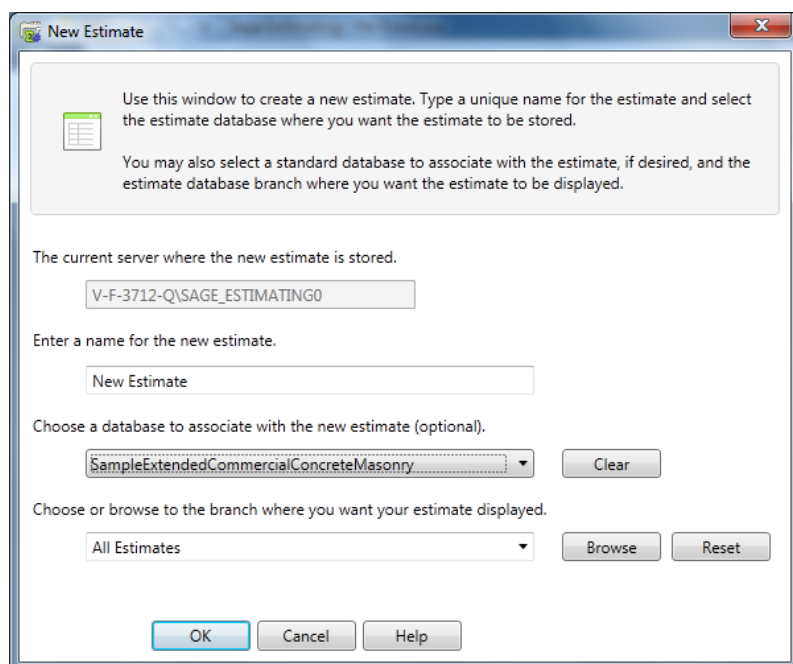 New Estimate
Use this window to create a new estimate. Type a unique name for the estimate and select
the estimate database where you want the estimate to be stored.
You may also select a standard database to associate with the estimate, if desired, and the
estimate database branch where you want the estimate to be displayed.
The current server where the new estimate is stored.
V-F-3712-Q\SAGE_ESTIMATING0
Enter a name for the new estimate.
New Estimate
Choose a database to associate with the new estimate (optional).
SampleExtendedCommercialConcreteMasonry
Clear
Choose or browse to the branch where you want your estimate displayed.
All Estimates
Browse
Reset
OK
Cancel
Help